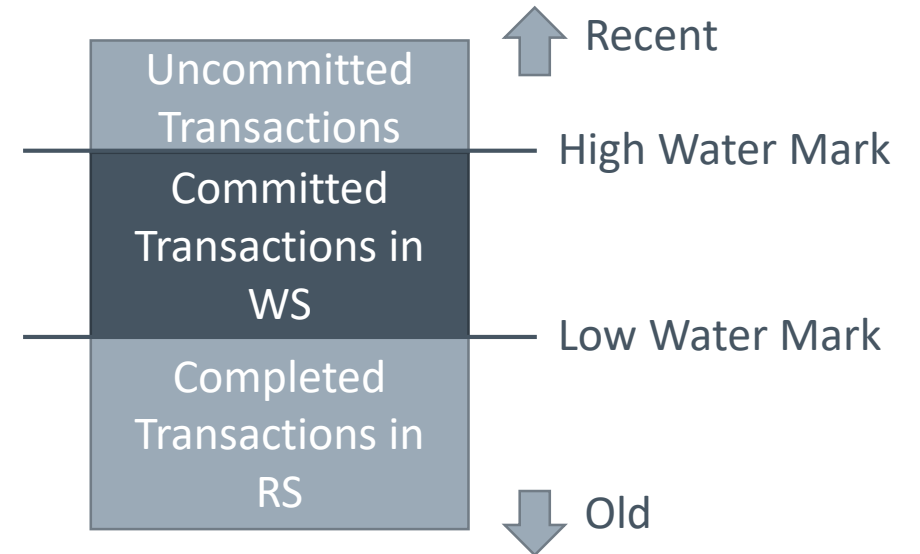 Recent
Uncommitted
Transactions
High Water Mark
Committed
Transactions in
WS
Low Water Mark
Completed
Transactions in
RS
Old